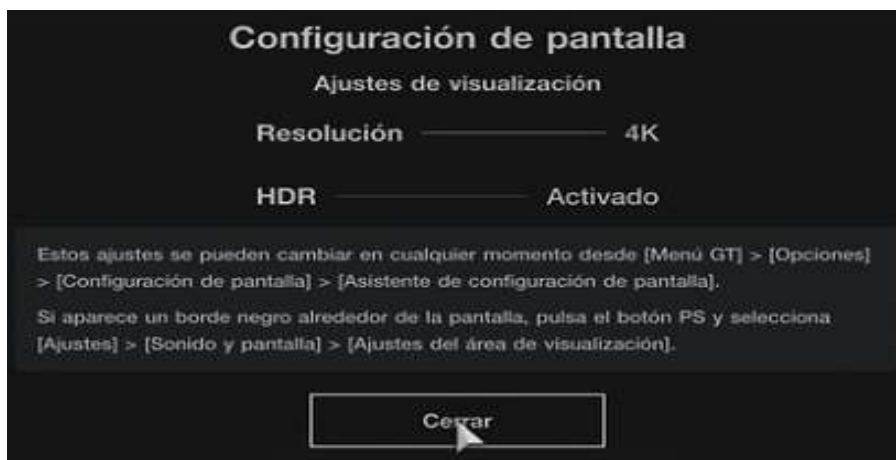 Configuración de pantalla
Ajustes de visualización
Resolución 4K
HDR Activado
Estos ajustes se pueden cambiar en cualquier momento desde [Menú GT] > [Opciones]
> [Configuración de pantalla] > [Asistente de configuración de pantalla].
Si aparece un borde negro alrededor de la pantalla, pulsa el botón PS y selecciona
[Ajustes] > [Sonido y pantalla] > [Ajustes del área de visualización].
Cerrar